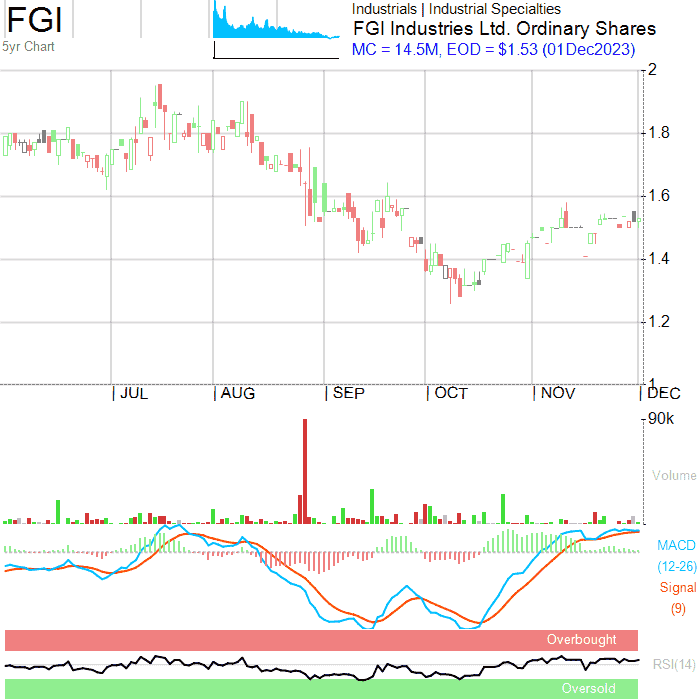 FGI
5yr Chart
Industrials | Industrial Specialties
FGI Industries Ltd. Ordinary Shares
MC = 14.5M, EOD = $1.53 (01Dec2023)
2
1.8
1.6
1.4
1.2
1
JUL AUG SEP OCT NOV DEC
90k
Volume
MACD
(12-26)
Signal
(9)
Overbought
RSI(14)
Oversold